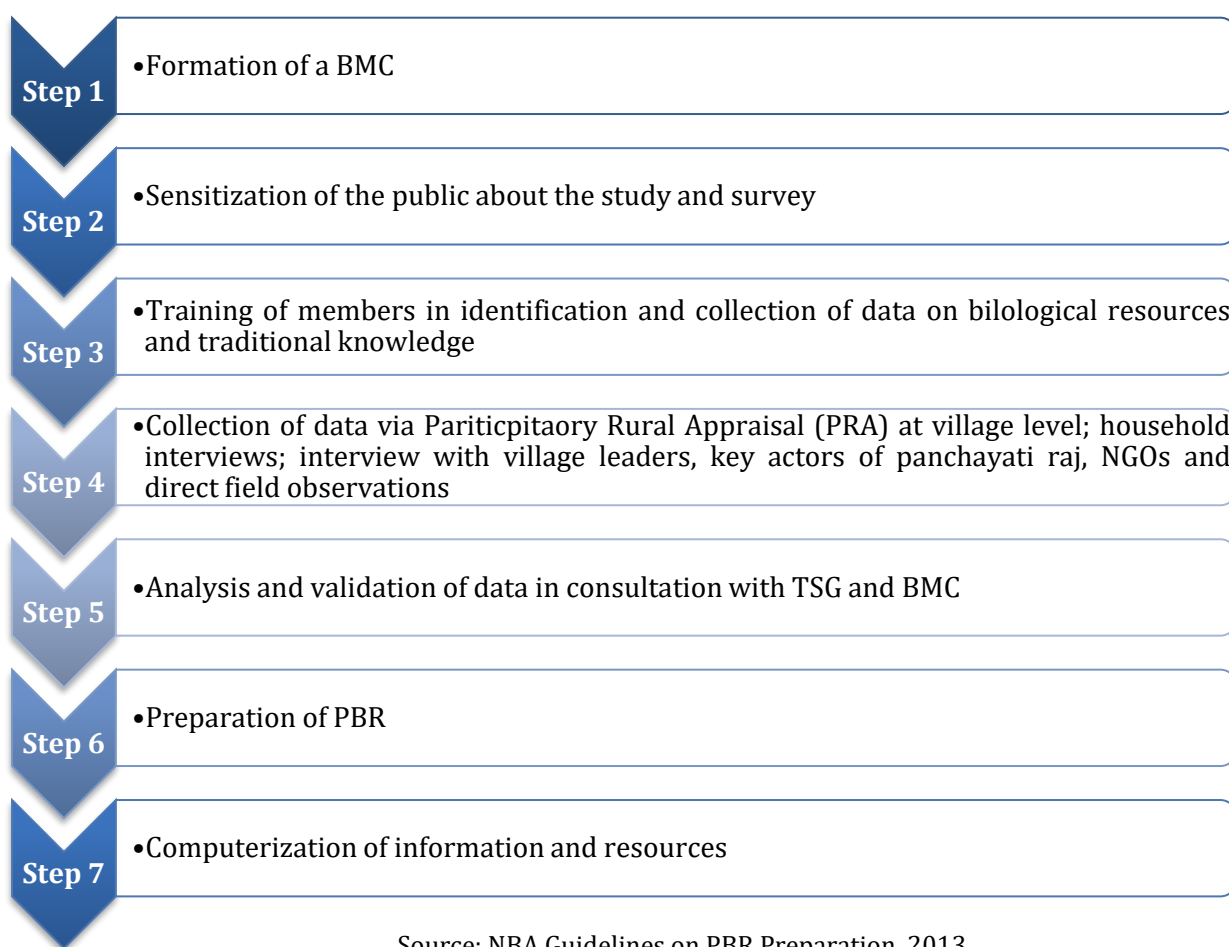 Step 1
•Formation of a BMC
Step 2
•Sensitization of the public about the study and survey
Step 3
•Training of members in identification and collection of data on bilological resources
and traditional knowledge
Step 4
•Collection of data via Pariticpitaory Rural Appraisal (PRA) at village level; household
interviews; interview with village leaders, key actors of panchayati raj, NGOs and
direct field observations
Step 5
•Analysis and validation of data in consultation with TSG and BMC
Step 6
•Preparation of PBR
Step 7
•Computerization of information and resources
Source: NBA Guidelines on PBR Preparation, 2013